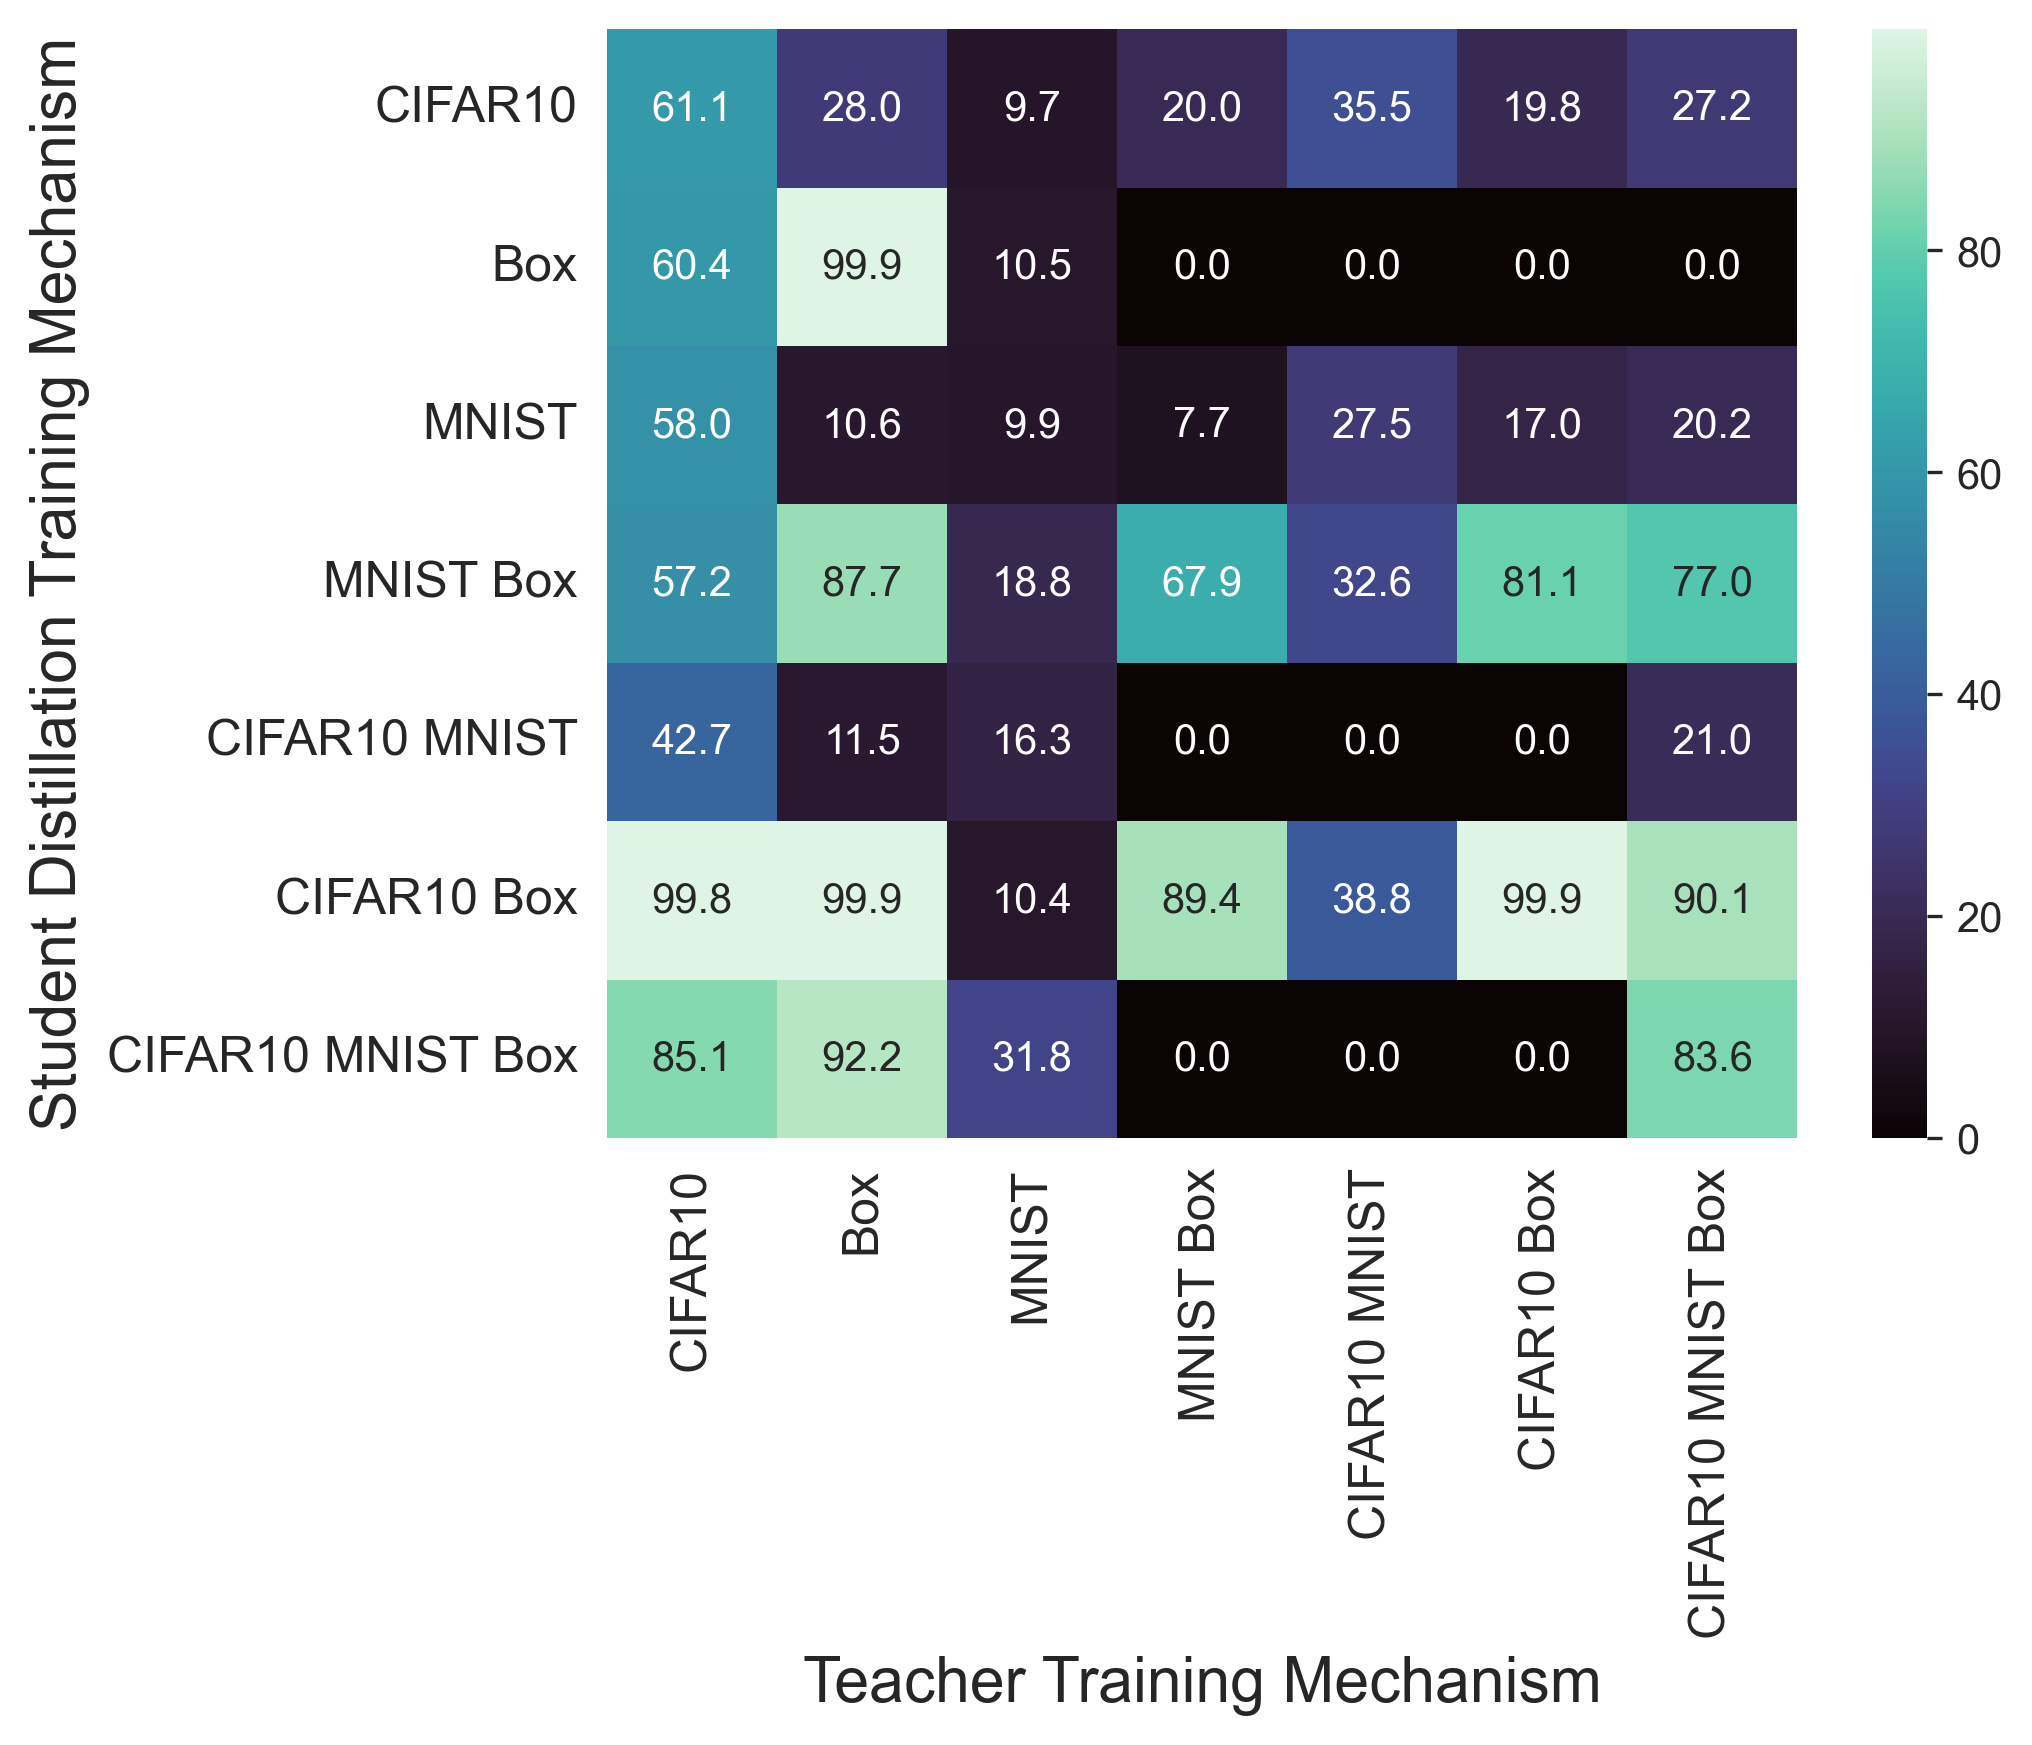 Student Distillation Training Mechanism
CIFAR10 61.1 28.0 9.7 20.0 35.5 19.8 27.2
Box 60.4 99.9 10.5 0.0 0.0 0.0 0.0
MNIST 58.0 10.6 9.9 7.7 27.5 17.0 20.2
MNIST Box 57.2 87.7 18.8 67.9 32.6 81.1 77.0
CIFAR10 MNIST 42.7 11.5 16.3 0.0 0.0 0.0 21.0
CIFAR10 Box 99.8 99.9 10.4 89.4 38.8 99.9 90.1
CIFAR10 MNIST Box 85.1 92.2 31.8 0.0 0.0 0.0 83.6
CIFAR10
Box
MNIST
MNIST Box
CIFAR10 MNIST
CIFAR10 Box
CIFAR10 MNIST Box
Teacher Training Mechanism
80
60
40
20
0